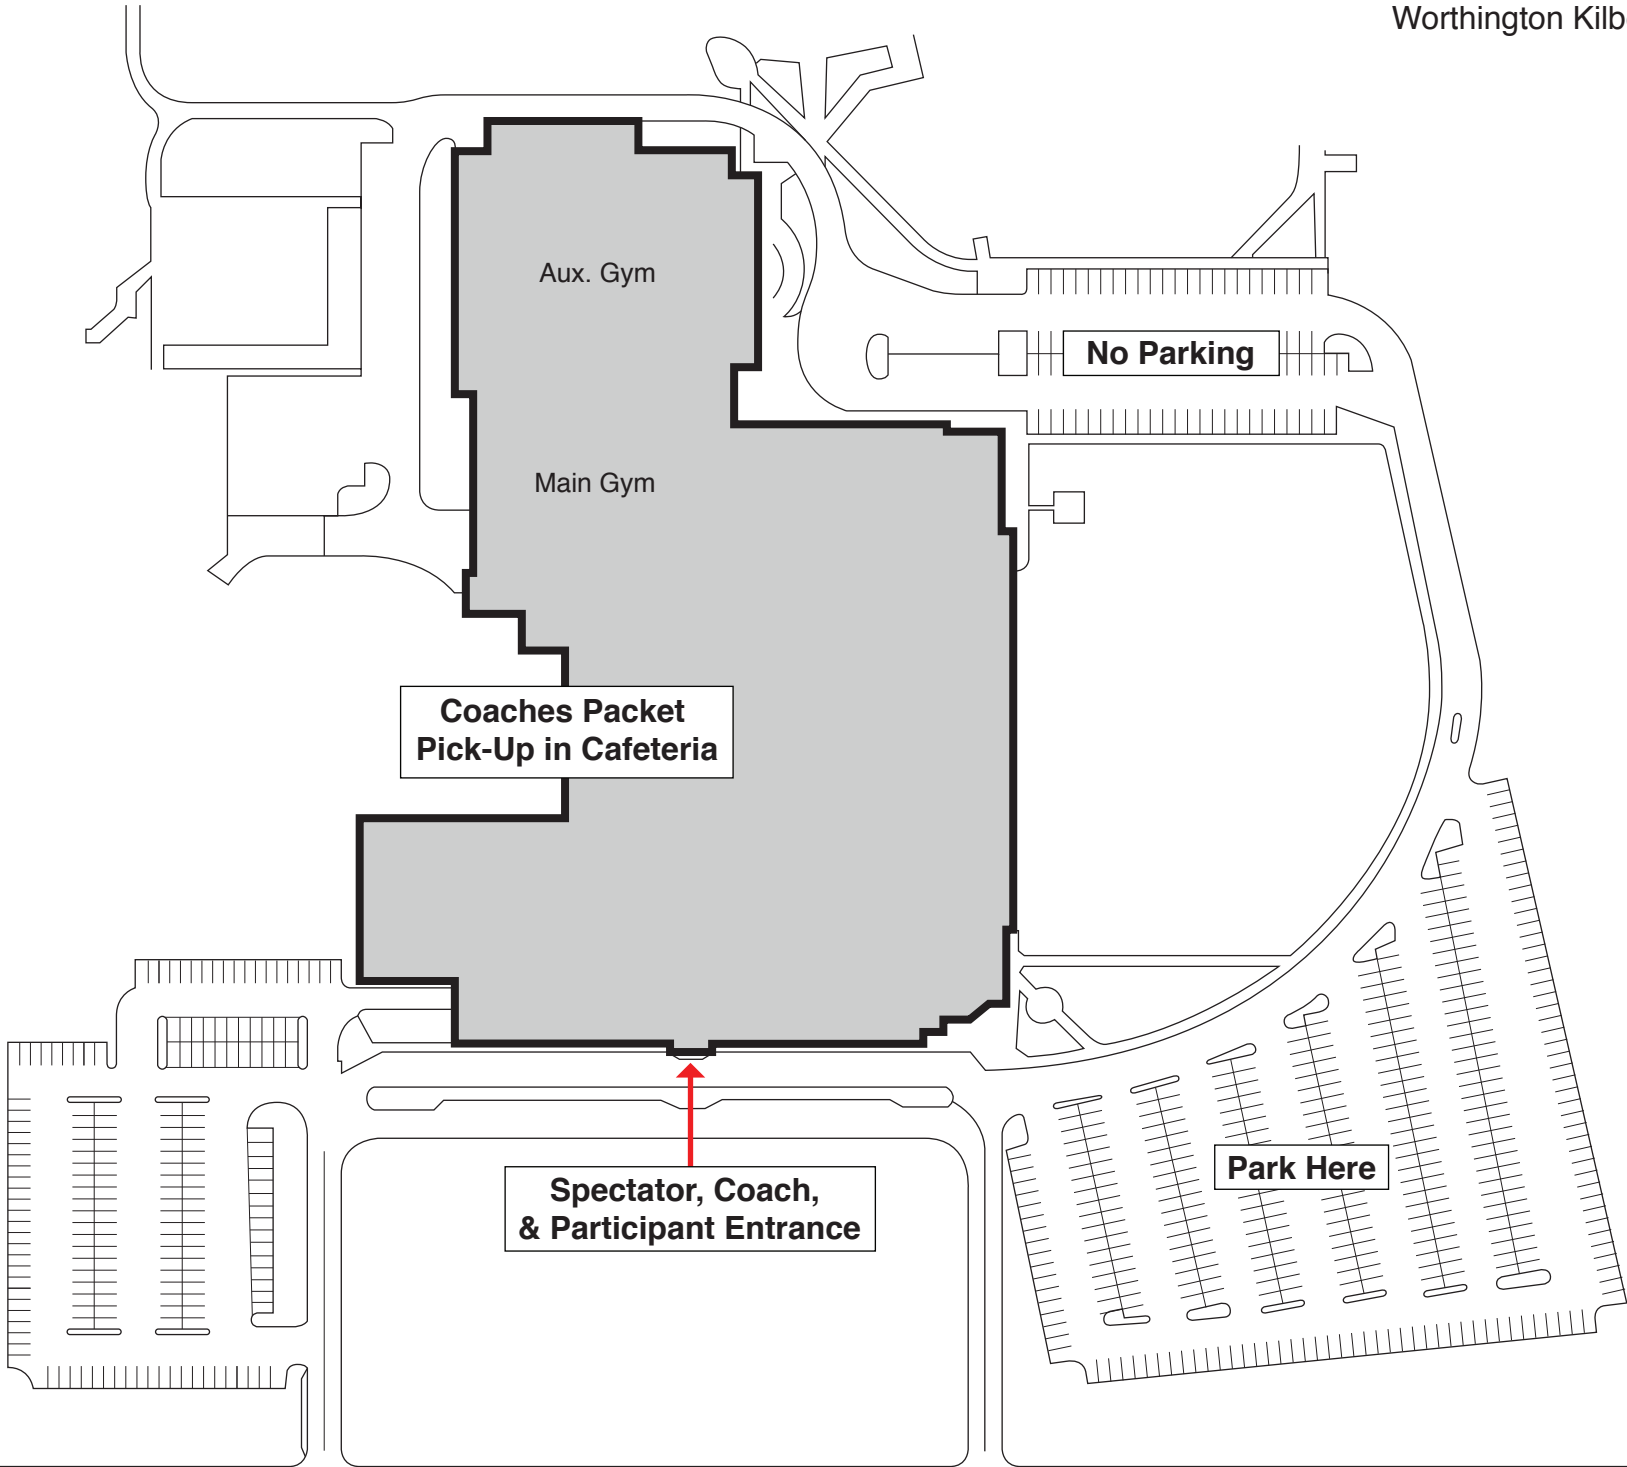 Worthington Kilb
Aux. Gym
No Parking
Main Gym
Coaches Packet
Pick-Up in Cafeteria
Park Here
Spectator, Coach,
& Participant Entrance